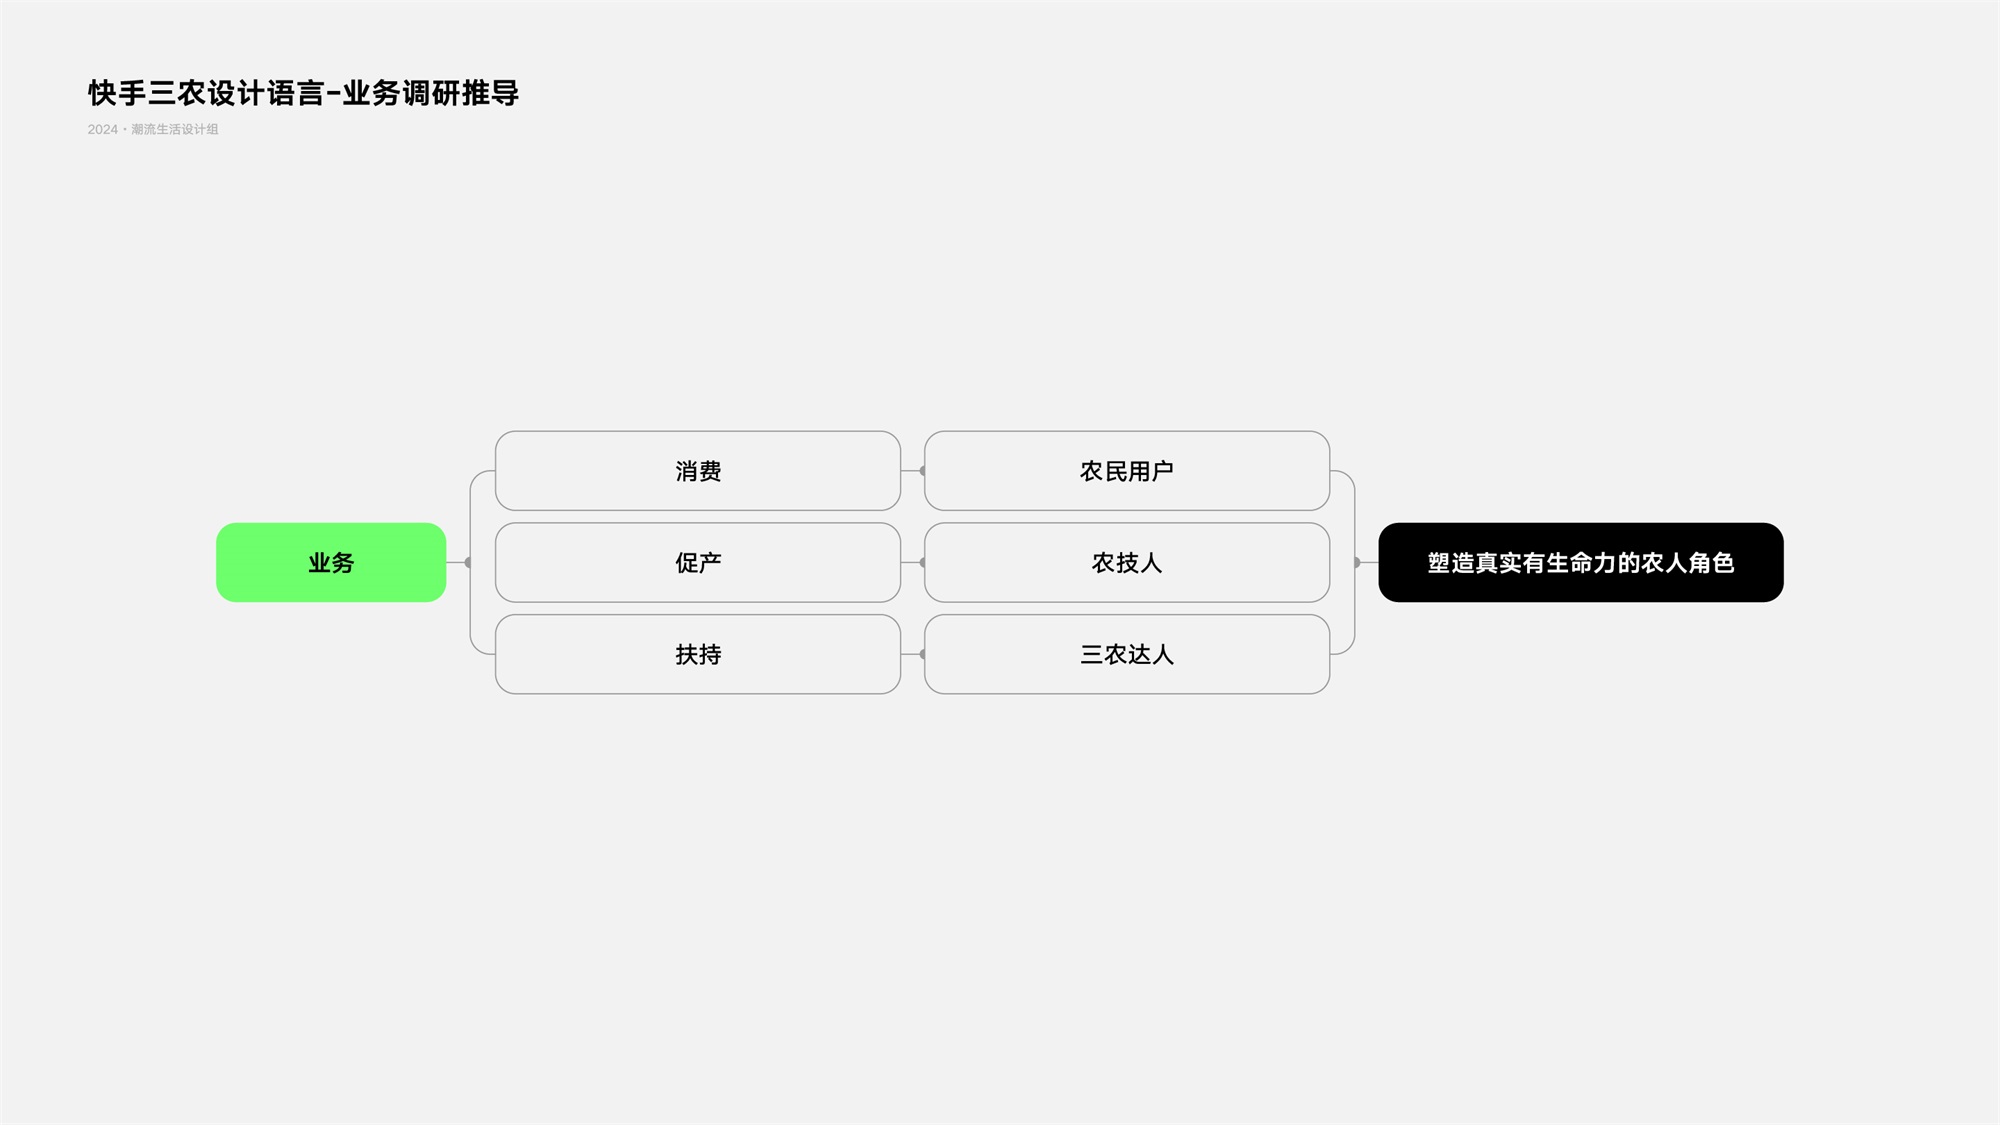 快手三农设计语言-业务调研推导
2024・潮流生活设计组
消费
农民用户
业务
促产
农技人
塑造真实有生命力的农人角色
扶持
三农达人